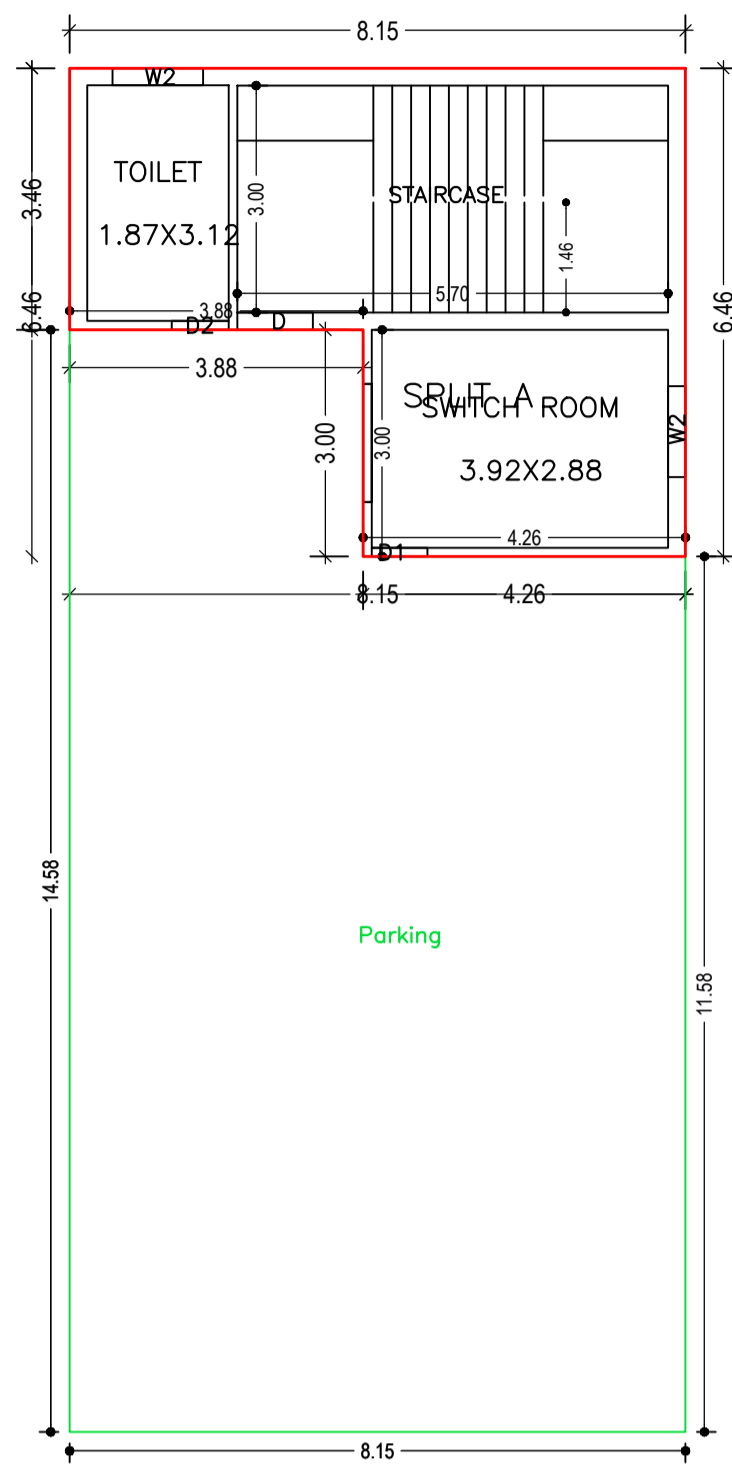 8.15
W2
TOILET
1.87X3.12
3.46
3.00
STAIRCASE
1.46
5.70
6.46
6.46
3.88
D2
D
3.88
3.00
3.00
SPLIT A
SWITCH ROOM
3.92X2.88
W2
4.26
D1
8.15
4.26
14.58
Parking
11.58
8.15